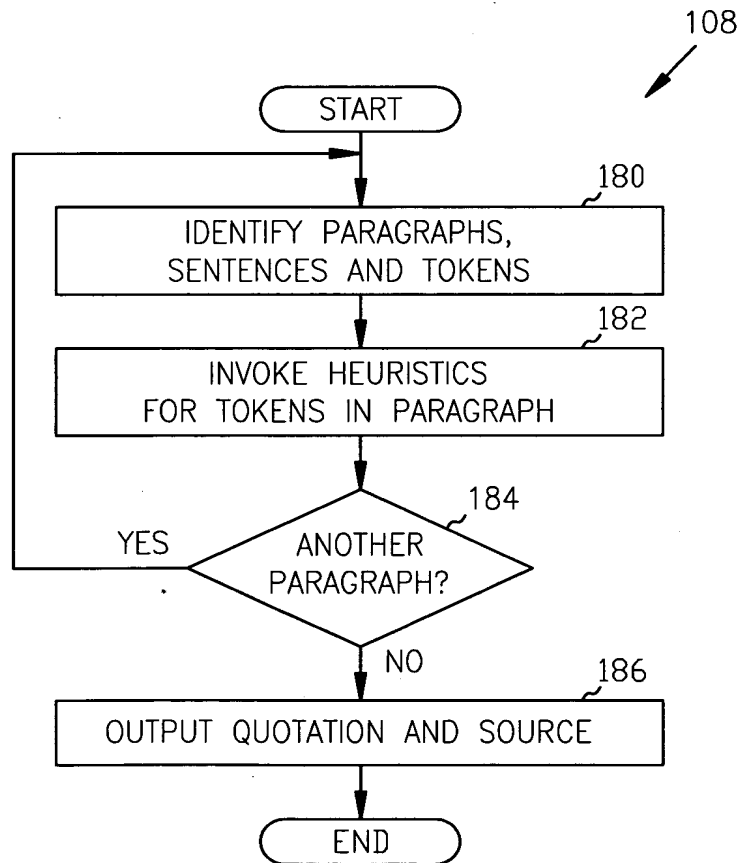 108
START
180
IDENTIFY PARAGRAPHS,
SENTENCES AND TOKENS
182
INVOKE HEURISTICS
FOR TOKENS IN PARAGRAPH
184
YES
ANOTHER
PARAGRAPH?
NO
186
OUTPUT QUOTATION AND SOURCE
END